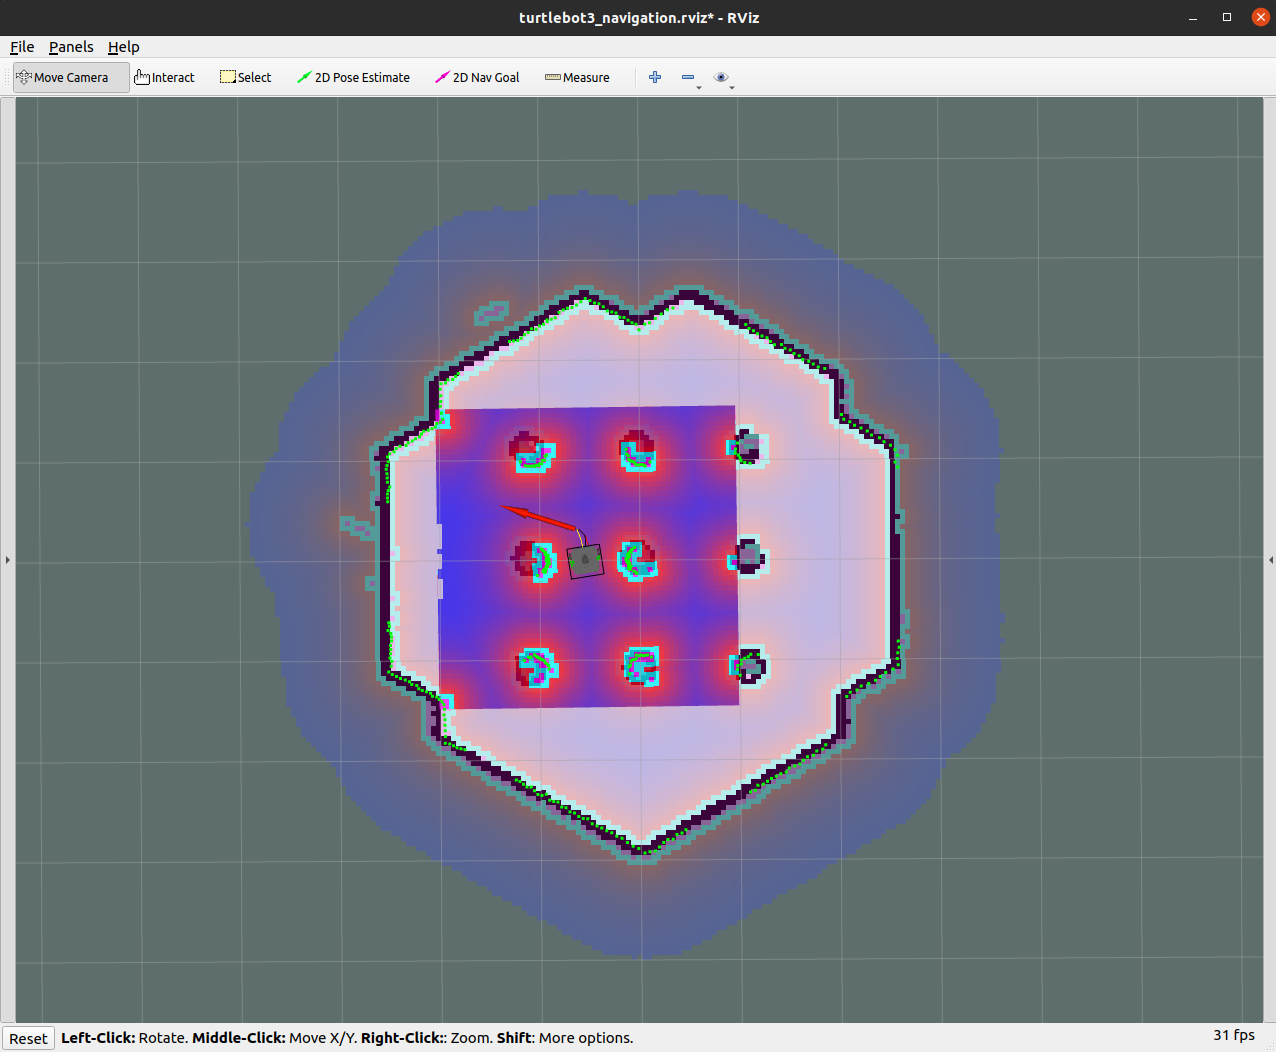 turtlebot3_navigation.rviz* - RViz
File Panels Help
Move Camera Interact Select 2D Pose Estimate 2D Nav Goal Measure
Reset Left-Click: Rotate. Middle-Click: Move X/Y. Right-Click:: Zoom. Shift: More options. 31 fps